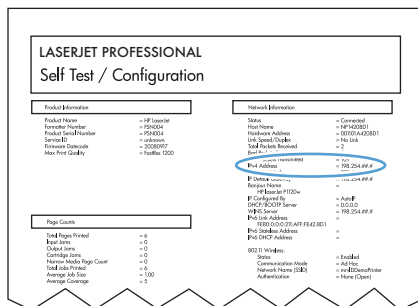 LASERJET PROFESSIONAL
Self Test / Configuration
Product Information
Product Name = HP LaserJet
Formatter Number = FSN004
Product Serial Number = FSN004
Service ID = unknown
Firmware Datecode = 20080917
Max Print Quality = FastRes 1200
Page Counts
Total Pages Printed = 6
Input Jams = 0
Output Jams = 0
Cartridge Jams = 0
Narrow Media Page Count = 0
Total Jobs Printed = 6
Average Job Size = 1.00
Average Coverage = 5
Network Information
Status = Connected
Host Name = NPI4208D1
Hardware Address = 00101A4208D1
Link Speed/Duplex = No Link
Total Packets Received = 2
Transmitted
IPv4 Address = 198.254.##.#
IP Default Gateway = 198.254.##.#
Bonjour Name =
HP LaserJet P1120w
IP Configured By = AutoIP
DHCP/BOOTP Server = 0.0.0.0
WINS Server = 198.254.##.#
IPv6 Link Address =
FE80:0:0:0:211:AFF:FE42:8D1
IPv6 Stateless Address =
IPv6 DHCP Address =
802.11 Wireless:
Status = Enabled
Communication Mode = Ad Hoc
Network Name (SSID) = mrvlDDemoPrinter
Authentication = None (Open)